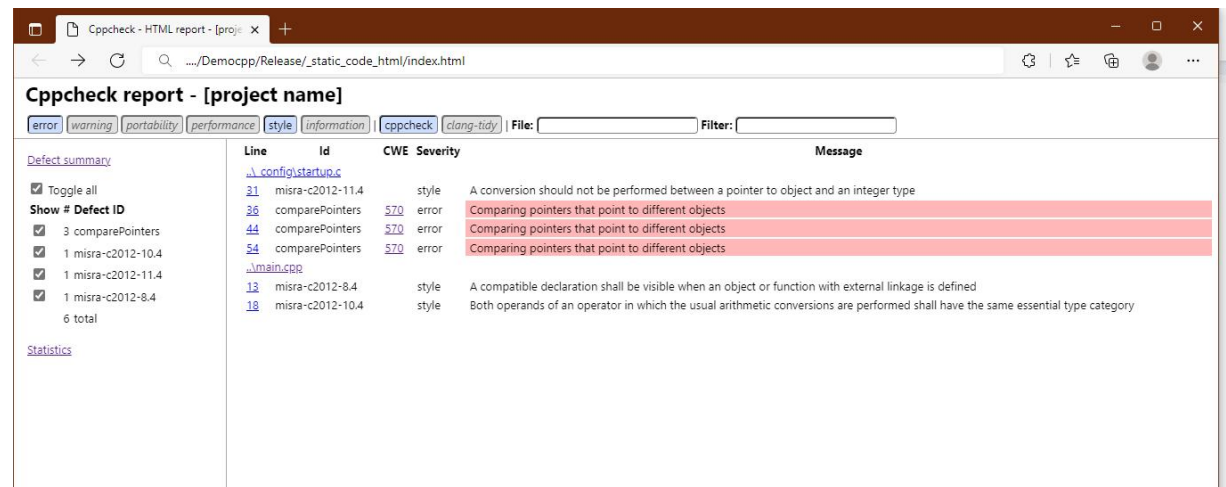 Cppcheck - HTML report - [proje
..../Democpp/Release/_static_code_html/index.html
Cppcheck report - [project name]
error warning portability performance style information | cppcheck clang-tidy | File: Filter:
Defect summary
Toggle all
Show # Defect ID
3 comparePointers
1 misra-c2012-10.4
1 misra-c2012-11.4
1 misra-c2012-8.4
6 total
Statistics
Line Id CWE Severity Message
..\_config\startup.c
31 misra-c2012-11.4 style A conversion should not be performed between a pointer to object and an integer type
36 comparePointers 570 error Comparing pointers that point to different objects
44 comparePointers 570 error Comparing pointers that point to different objects
54 comparePointers 570 error Comparing pointers that point to different objects
..\main.cpp
13 misra-c2012-8.4 style A compatible declaration shall be visible when an object or function with external linkage is defined
18 misra-c2012-10.4 style Both operands of an operator in which the usual arithmetic conversions are performed shall have the same essential type category